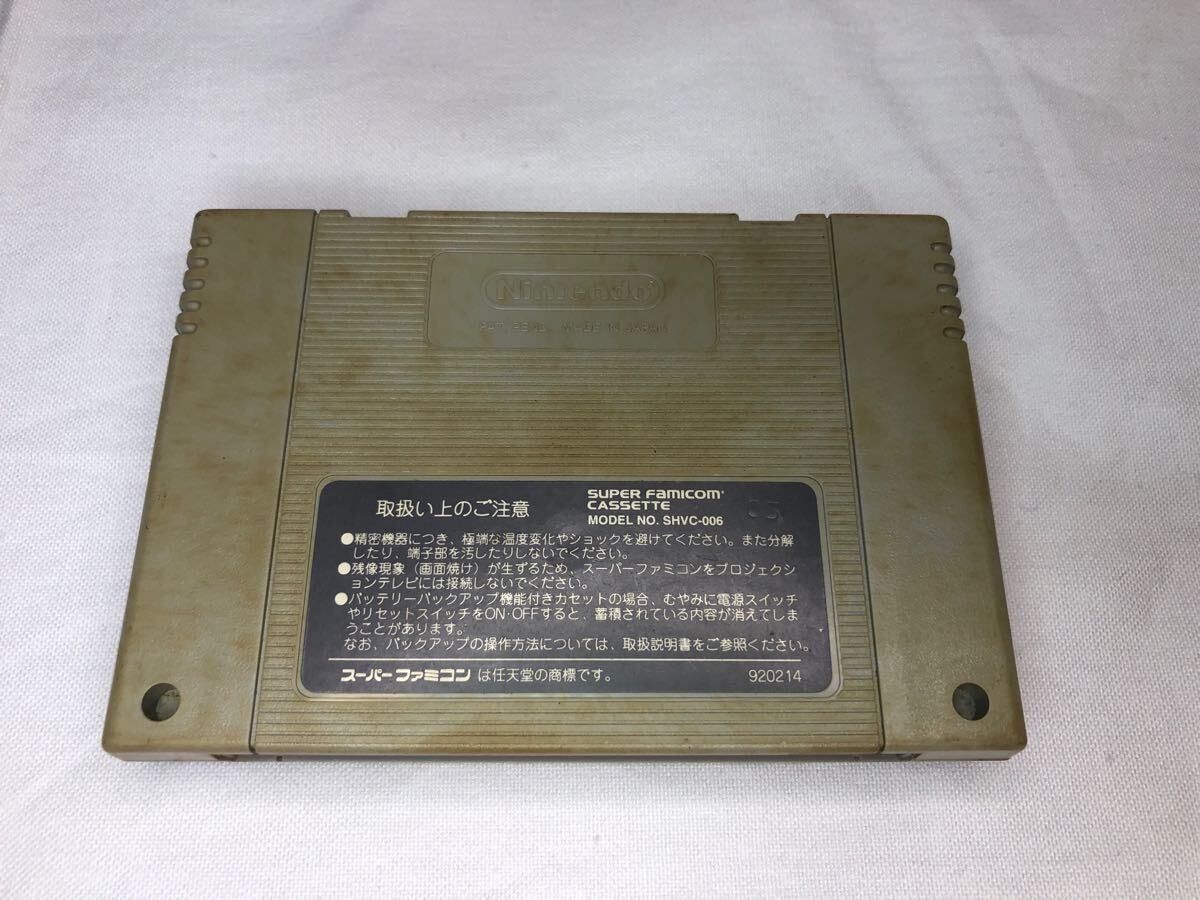 Nintendo
MADE IN JAPAN
取扱い上のご注意
SUPER FAMICOM
CASSETTE
MODEL NO. SHVC-006
●精密機器につき、極端な温度変化やショックを避けてください。また分解
したり、端子部を汚したりしないでください。
●残像現象（画面焼け）が生ずるため、スーパーファミコンをプロジェクシ
ョンテレビには接続しないでください。
●バッテリーバックアップ機能付きカセットの場合、むやみに電源スイッチ
やリセットスイッチをON・OFFすると、蓄積されている内容が消えてしま
うことがあります。
なお、バックアップの操作方法については、取扱説明書をご参照ください。
スーパーファミコン は任天堂の商標です。
920214